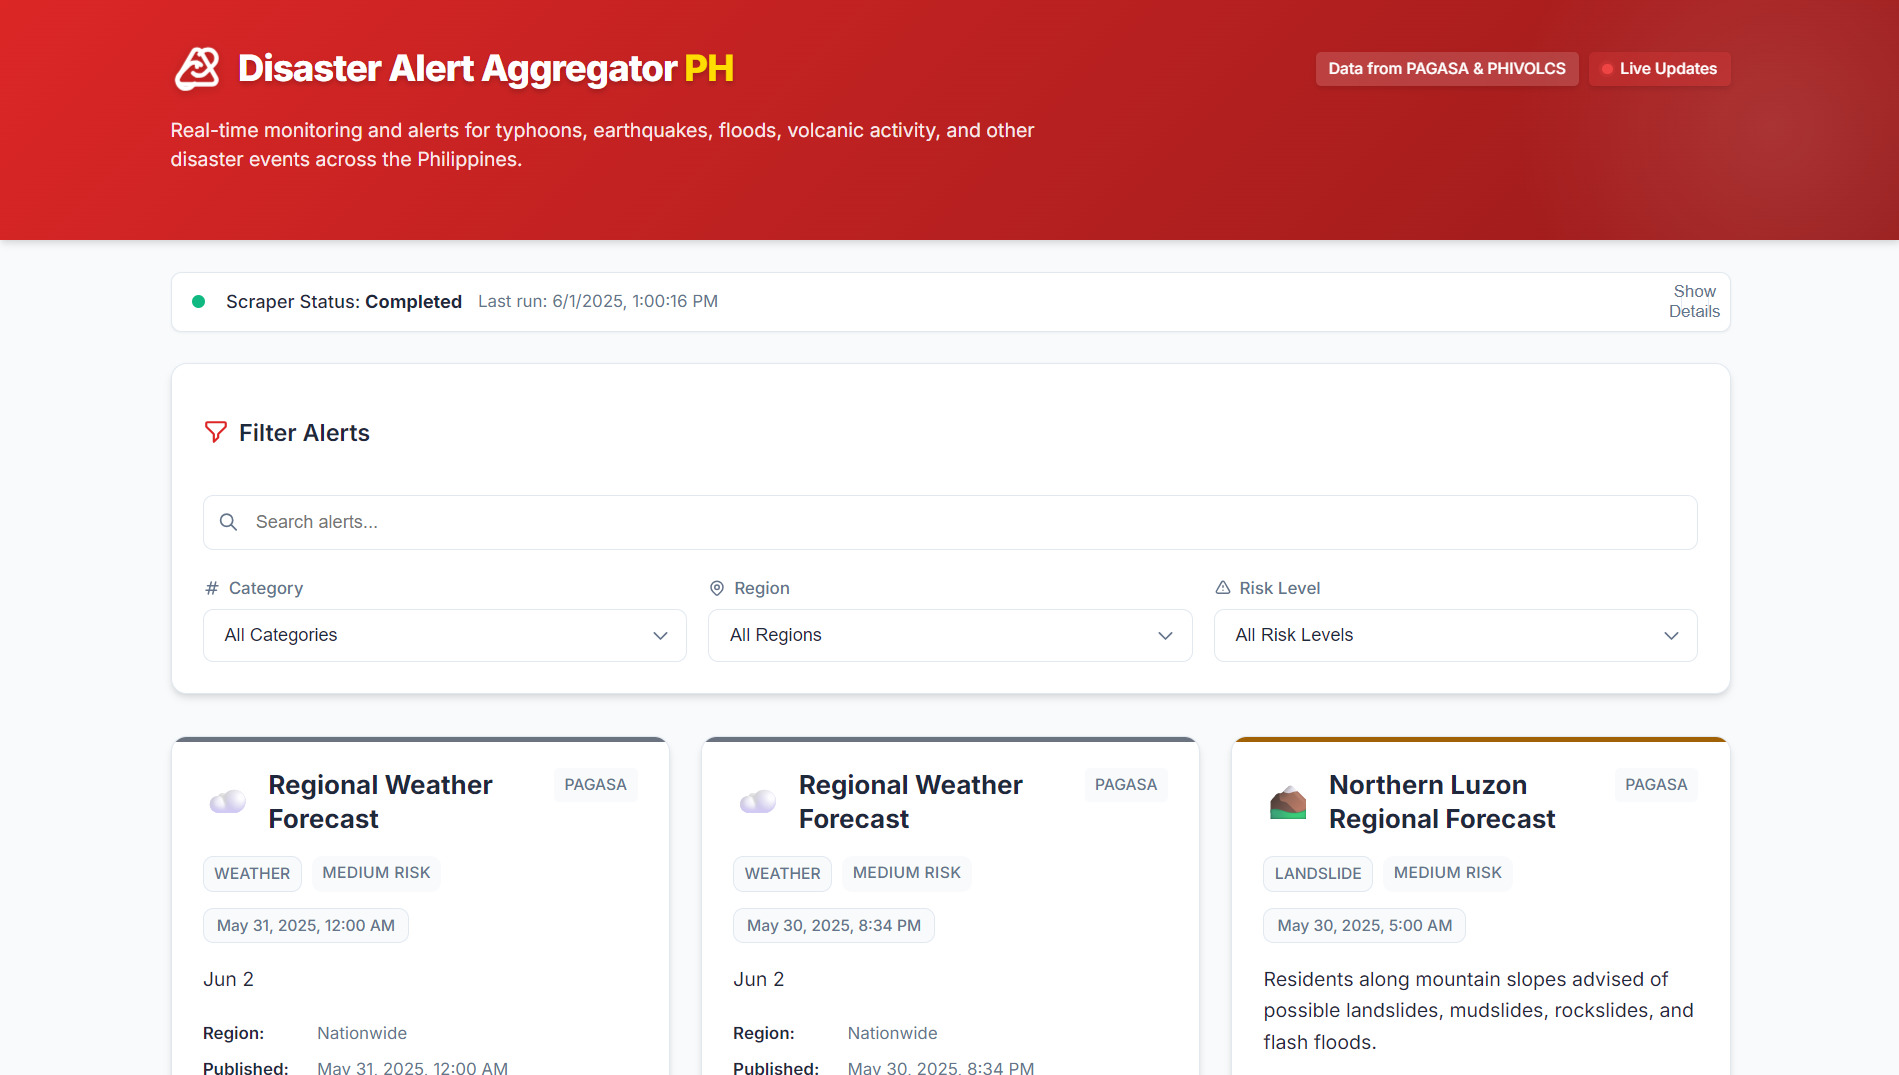 Disaster Alert Aggregator PH
Data from PAGASA & PHIVOLCS
Live Updates
Real-time monitoring and alerts for typhoons, earthquakes, floods, volcanic activity, and other
disaster events across the Philippines.
Scraper Status: Completed Last run: 6/1/2025, 1:00:16 PM
Show
Details
Filter Alerts
Search alerts...
# Category
All Categories
Region
All Regions
Risk Level
All Risk Levels
Regional Weather
Forecast
PAGASA
WEATHER MEDIUM RISK
May 31, 2025, 12:00 AM
Jun 2
Region: Nationwide
Published: May 31, 2025, 12:00 AM
Regional Weather
Forecast
PAGASA
WEATHER MEDIUM RISK
May 30, 2025, 8:34 PM
Jun 2
Region: Nationwide
Published: May 30, 2025, 8:34 PM
Northern Luzon
Regional Forecast
PAGASA
LANDSLIDE MEDIUM RISK
May 30, 2025, 5:00 AM
Residents along mountain slopes advised of
possible landslides, mudslides, rockslides, and
flash floods.